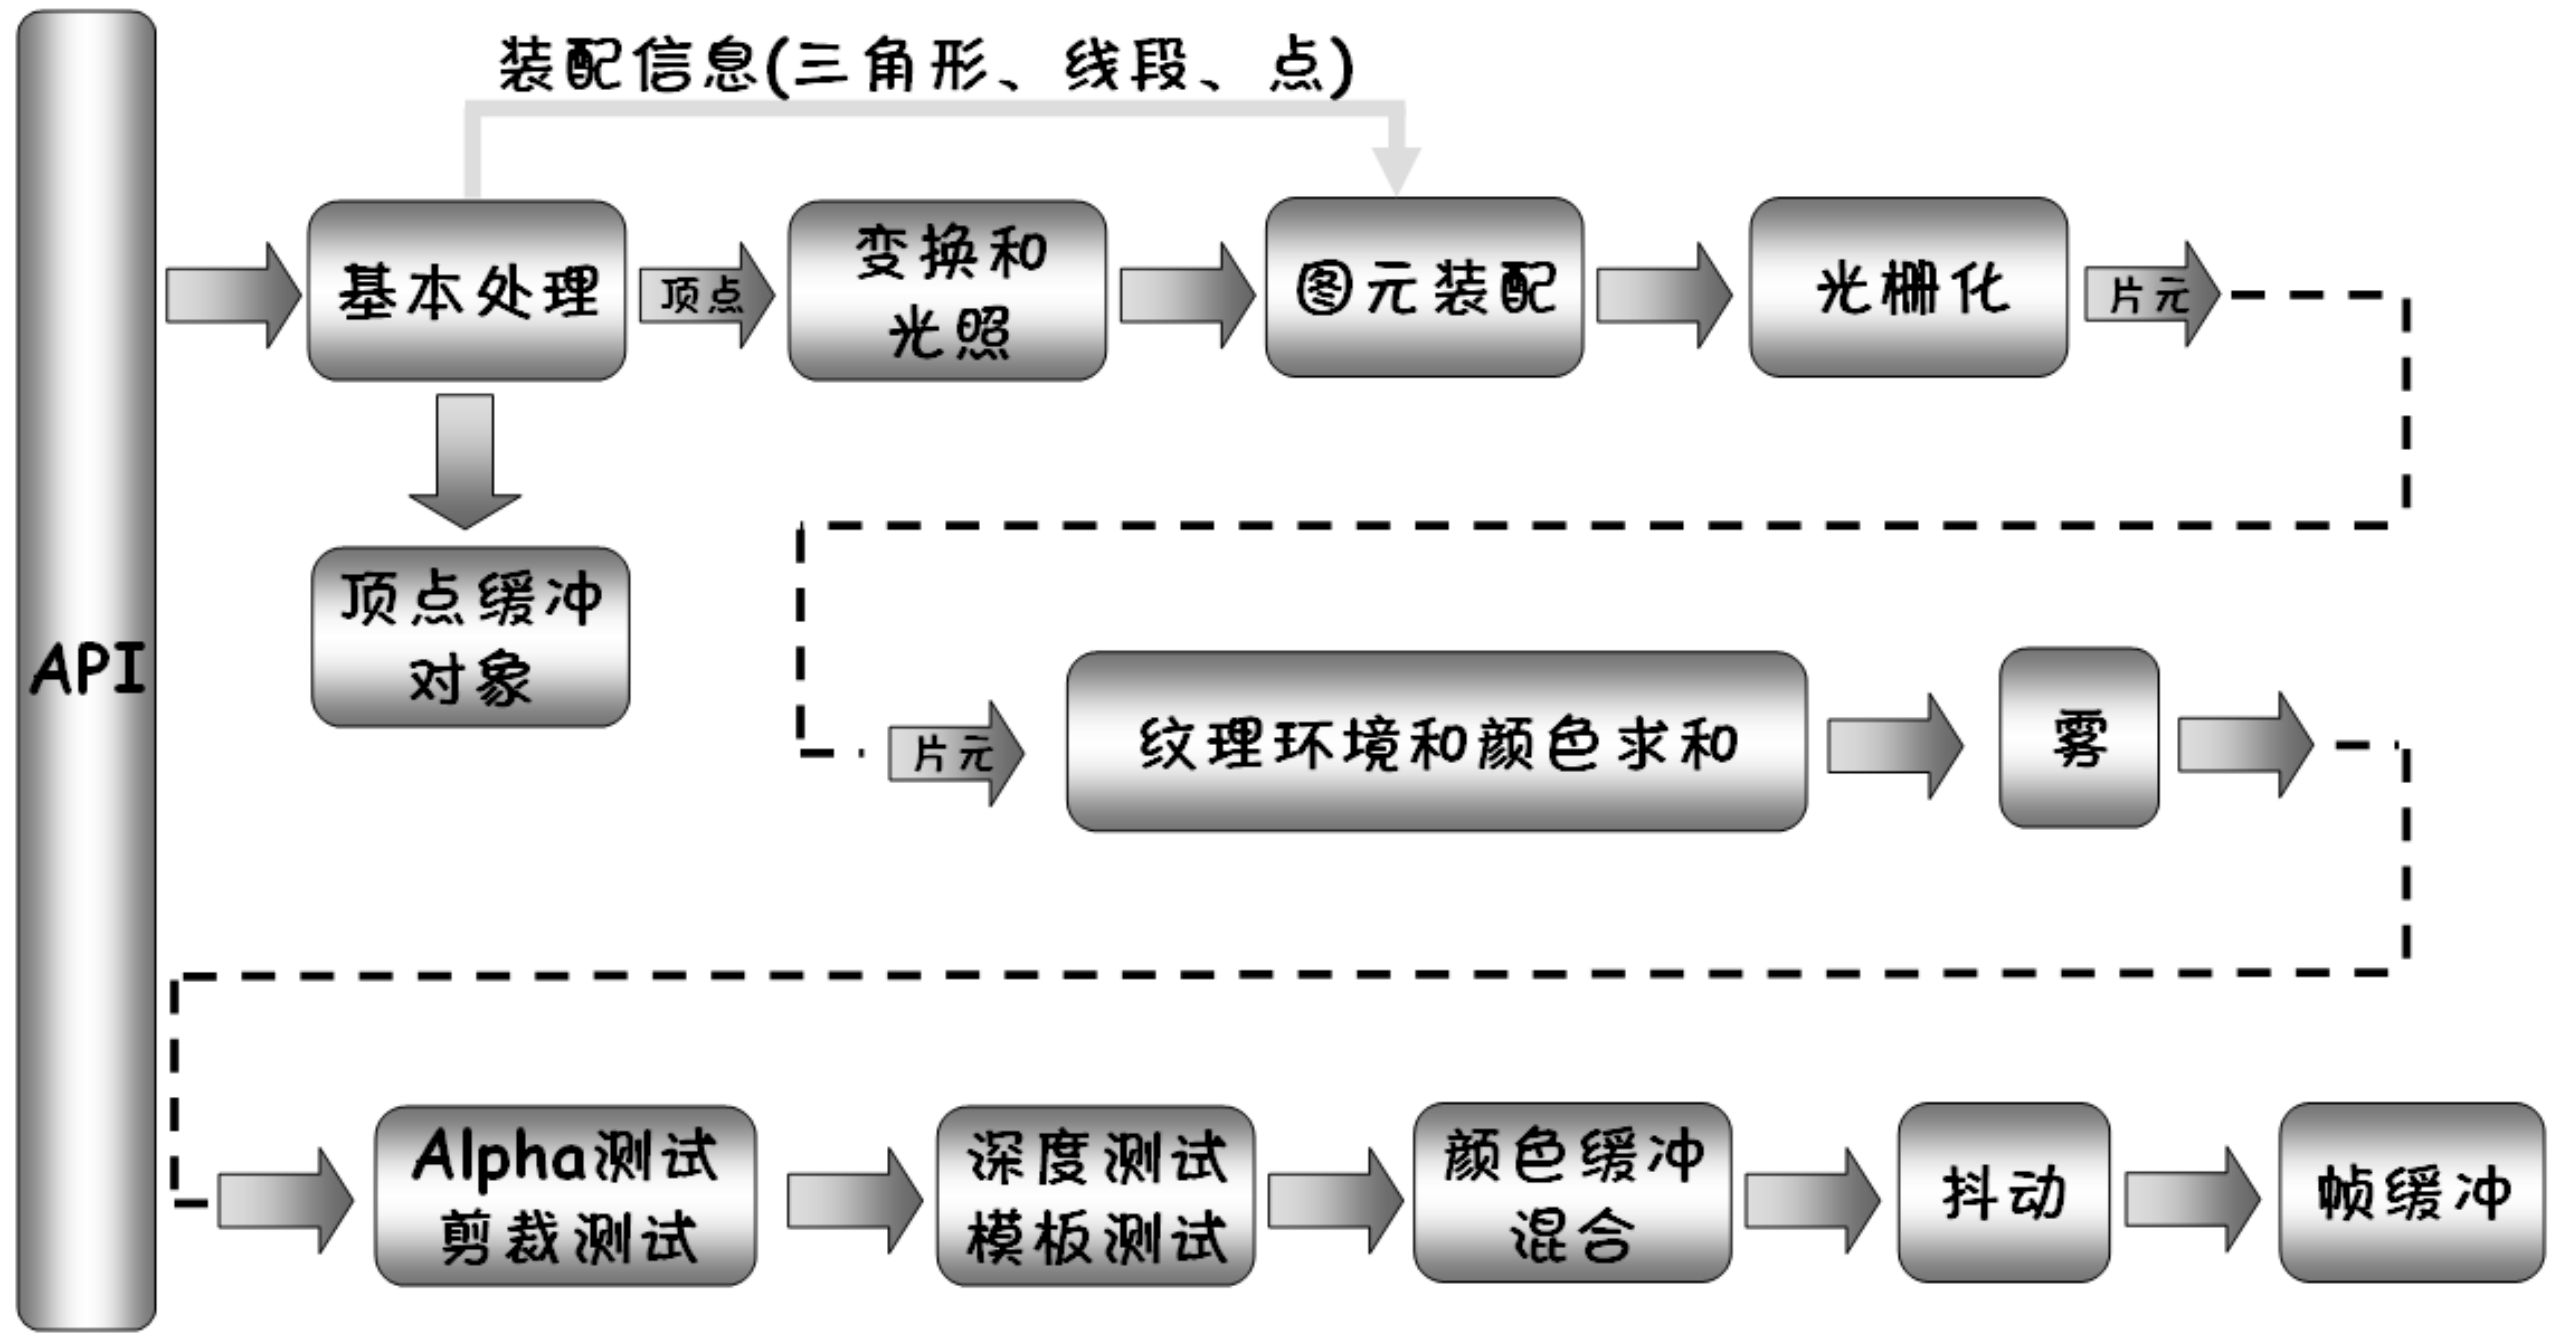 装配信息(三角形、线段、点)
API
基本处理
顶点
变换和
光照
图元装配
光栅化
片元
顶点缓冲
对象
片元
纹理环境和颜色求和
雾
Alpha测试
剪裁测试
深度测试
模板测试
颜色缓冲
混合
抖动
帧缓冲